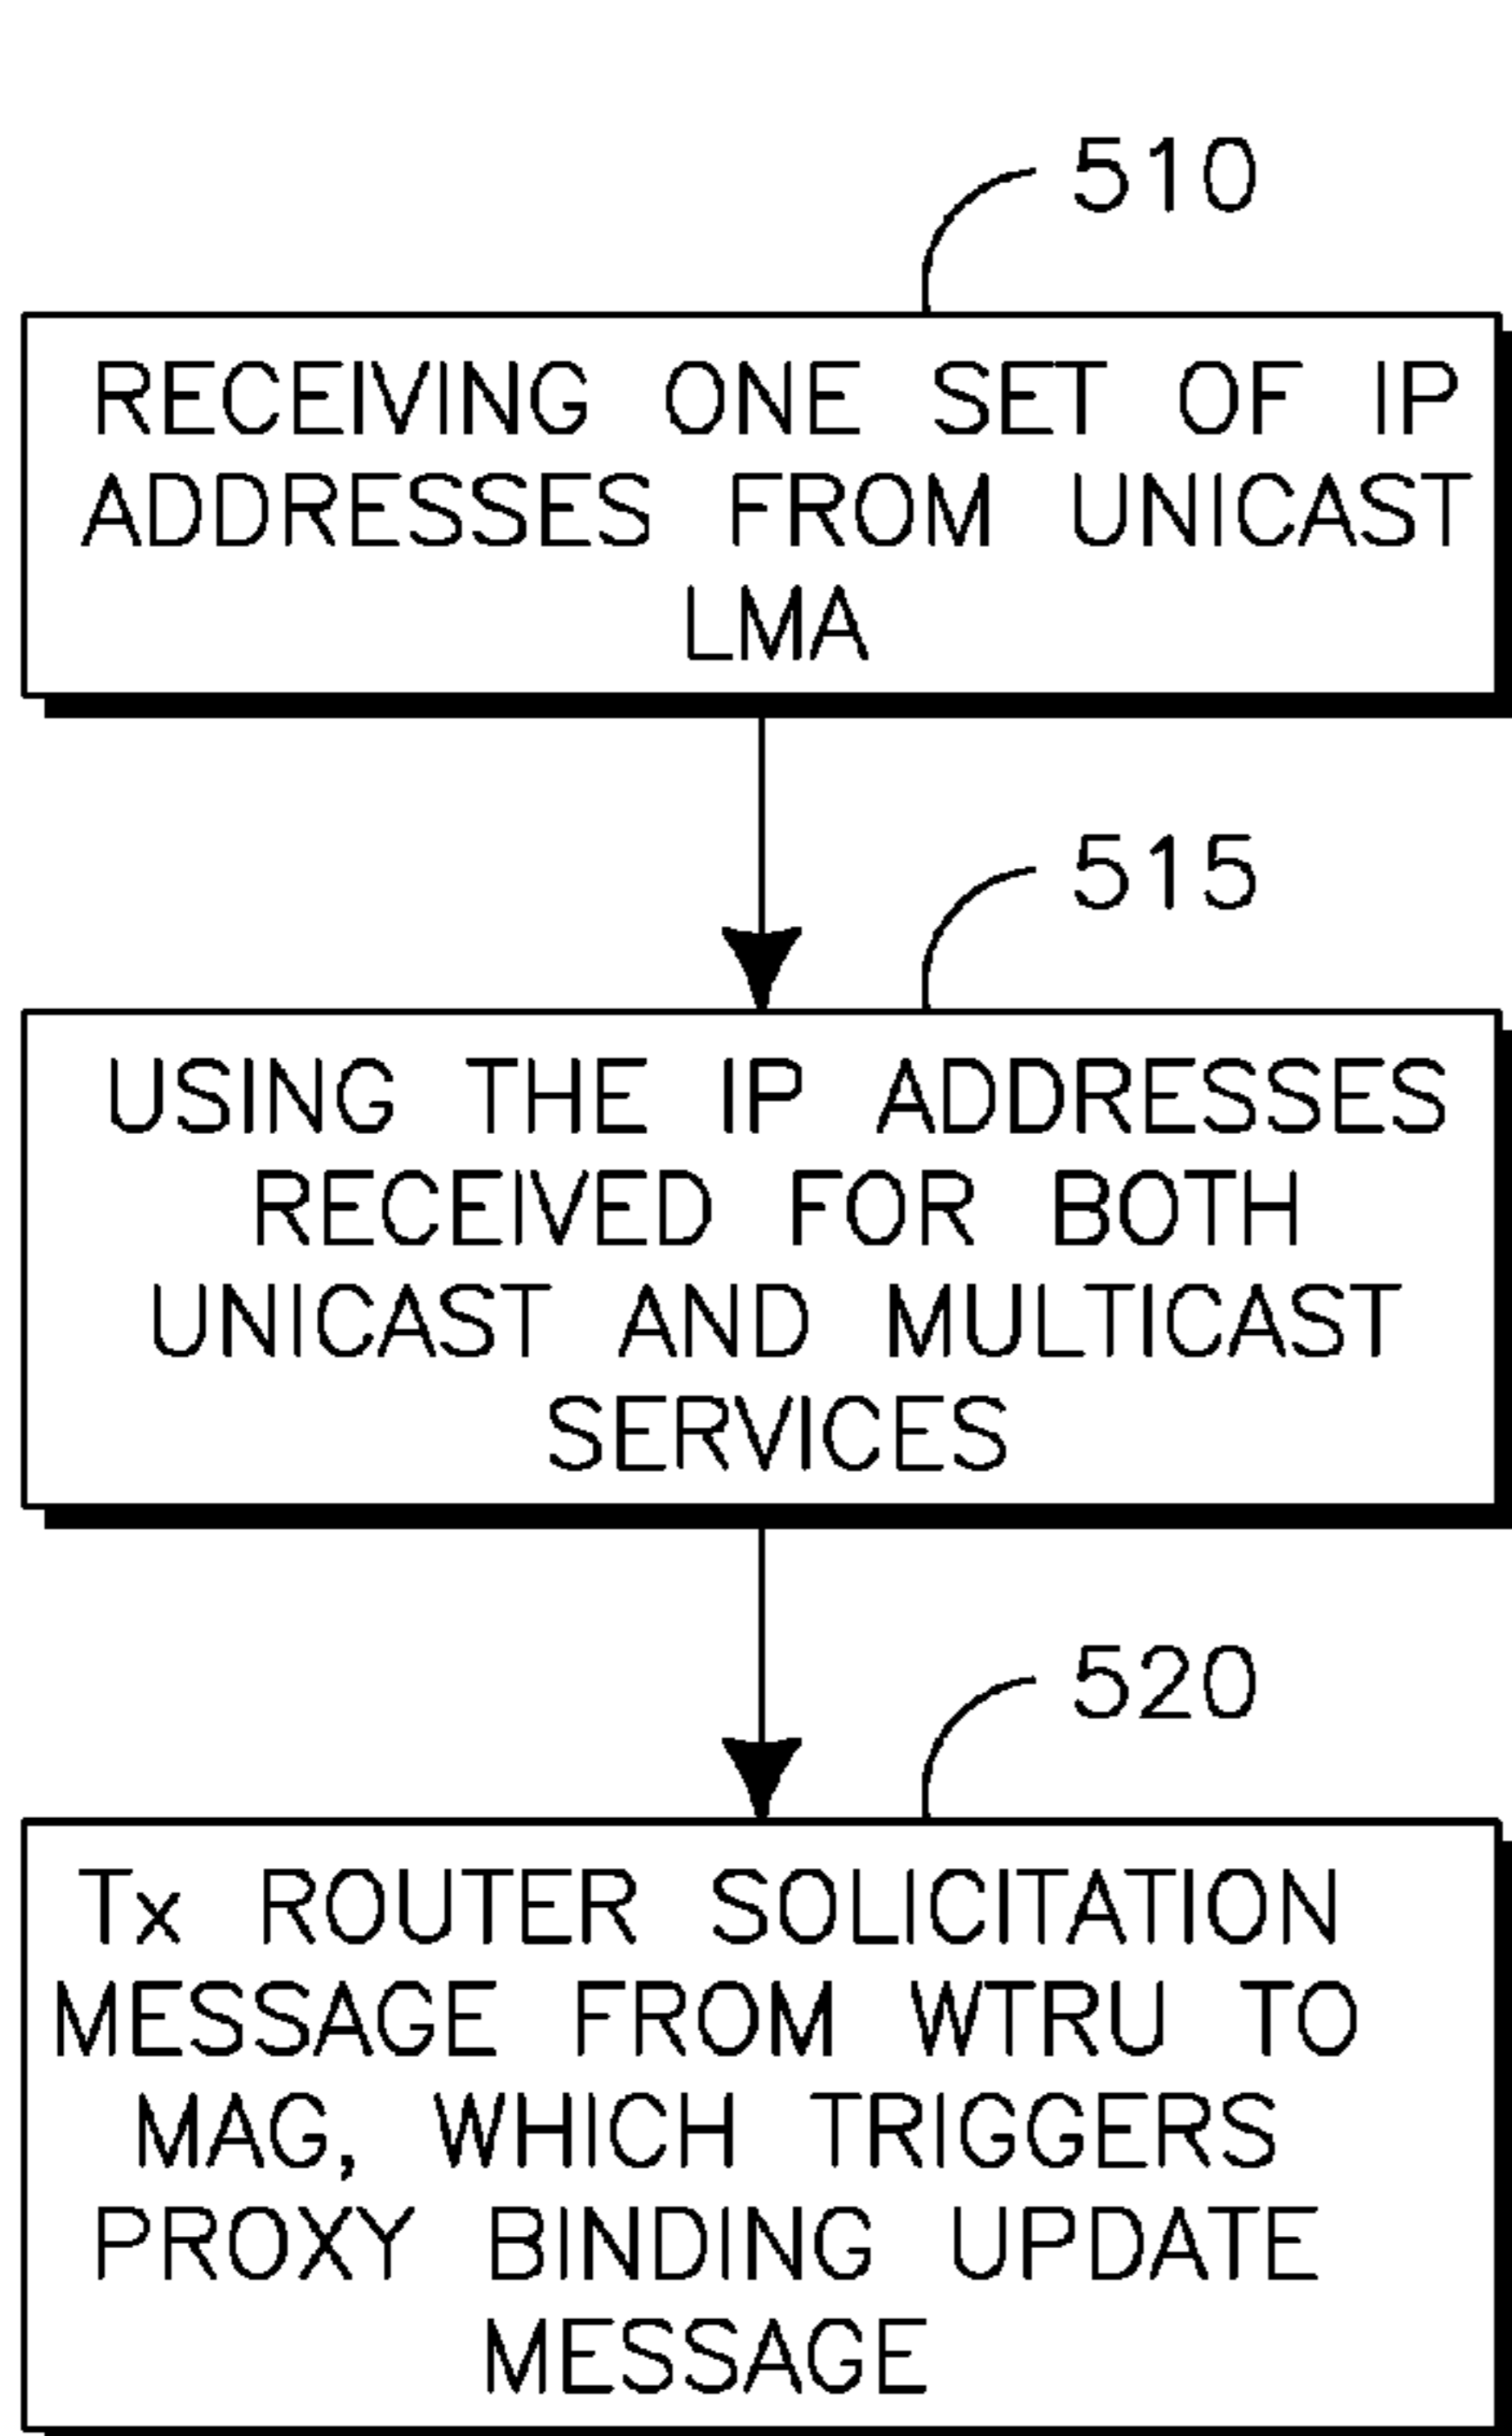 510
RECEIVING ONE SET OF IP
ADDRESSES FROM UNICAST
LMA
515
USING THE IP ADDRESSES
RECEIVED FOR BOTH
UNICAST AND MULTICAST
SERVICES
520
Tx ROUTER SOLICITATION
MESSAGE FROM WTRU TO
MAG, WHICH TRIGGERS
PROXY BINDING UPDATE
MESSAGE